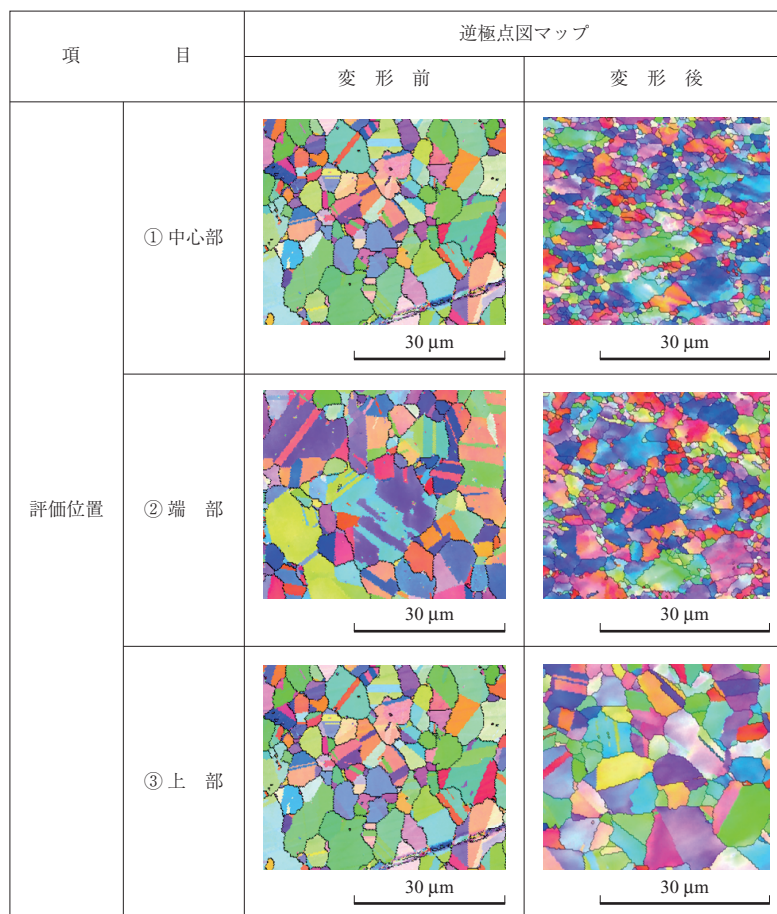 項　　　目
逆極点図マップ
変　形　前
変　形　後
評価位置
① 中心部
30 μm
30 μm
② 端　部
30 μm
30 μm
③ 上　部
30 μm
30 μm